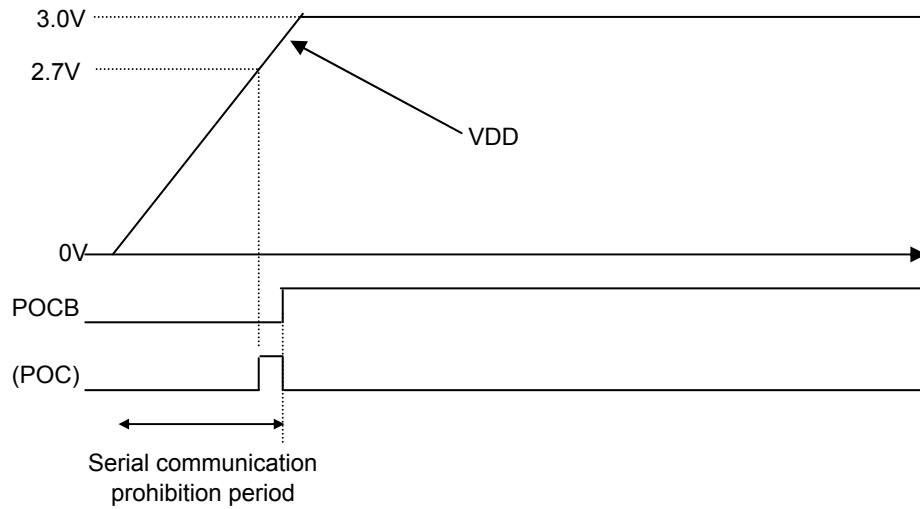 3.0V
2.7V
VDD
0V
POCB
(POC)
Serial communication
prohibition period